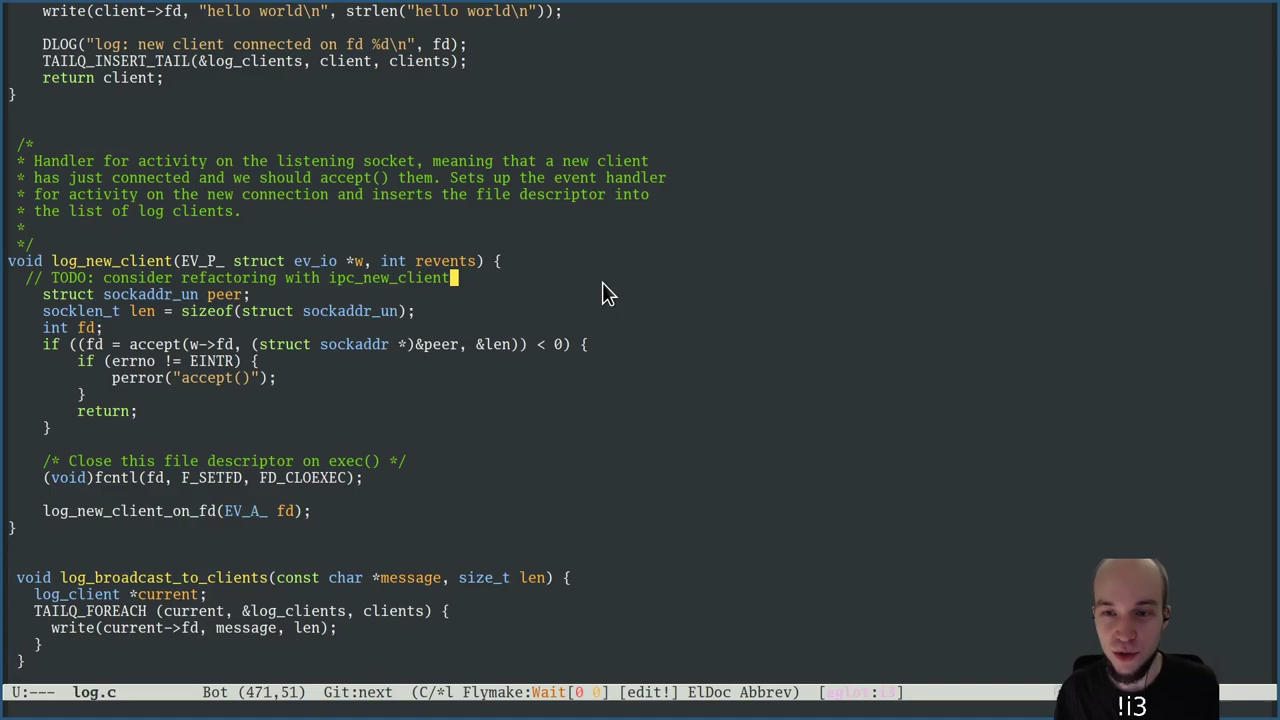 write(client->fd, "hello world\n", strlen("hello world\n"));
DLOG("log: new client connected on fd %d\n", fd);
TAILQ_INSERT_TAIL(&log_clients, client, clients);
return client;
}
/*
* Handler for activity on the listening socket, meaning that a new client
* has just connected and we should accept() them. Sets up the event handler
* for activity on the new connection and inserts the file descriptor into
* the list of log clients.
*
*/
void log_new_client(EV_P_ struct ev_io *w, int revents) {
// TODO: consider refactoring with ipc_new_client
struct sockaddr_un peer;
socklen_t len = sizeof(struct sockaddr_un);
int fd;
if ((fd = accept(w->fd, (struct sockaddr *)&peer, &len)) < 0) {
if (errno != EINTR) {
perror("accept()");
}
return;
}
/* Close this file descriptor on exec() */
(void)fcntl(fd, F_SETFD, FD_CLOEXEC);
log_new_client_on_fd(EV_A_ fd);
}
void log_broadcast_to_clients(const char *message, size_t len) {
log_client *current;
TAILQ_FOREACH (current, &log_clients, clients) {
write(current->fd, message, len);
}
}
U:--- log.c Bot (471,51) Git:next (C/*l Flymake:Wait[0 0] [edit!] ElDoc Abbrev) [eglot:i3]
!i3